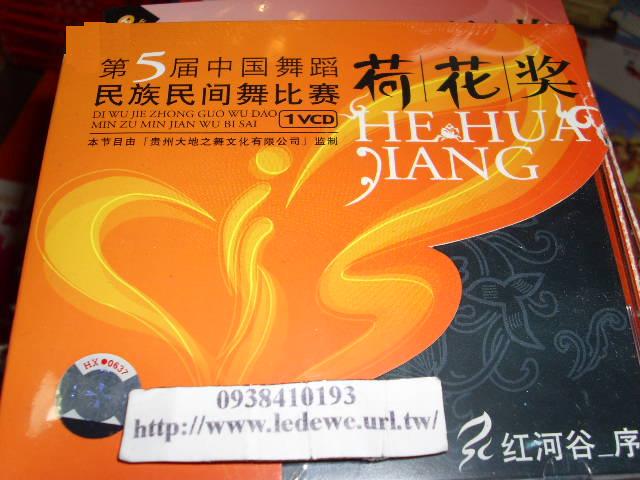 第5届中国舞蹈
民族民间舞比赛
DI WU JIE ZHONG GUO WU DAO
MIN ZU MIN JIAN WU BI SAI
1VCD
本节目由「贵州大地之舞文化有限公司」监制
荷|花|奖
HE HUA
JIANG
HX●0637
0938410193
http://www.ledewe.url.tw/
红河谷_序